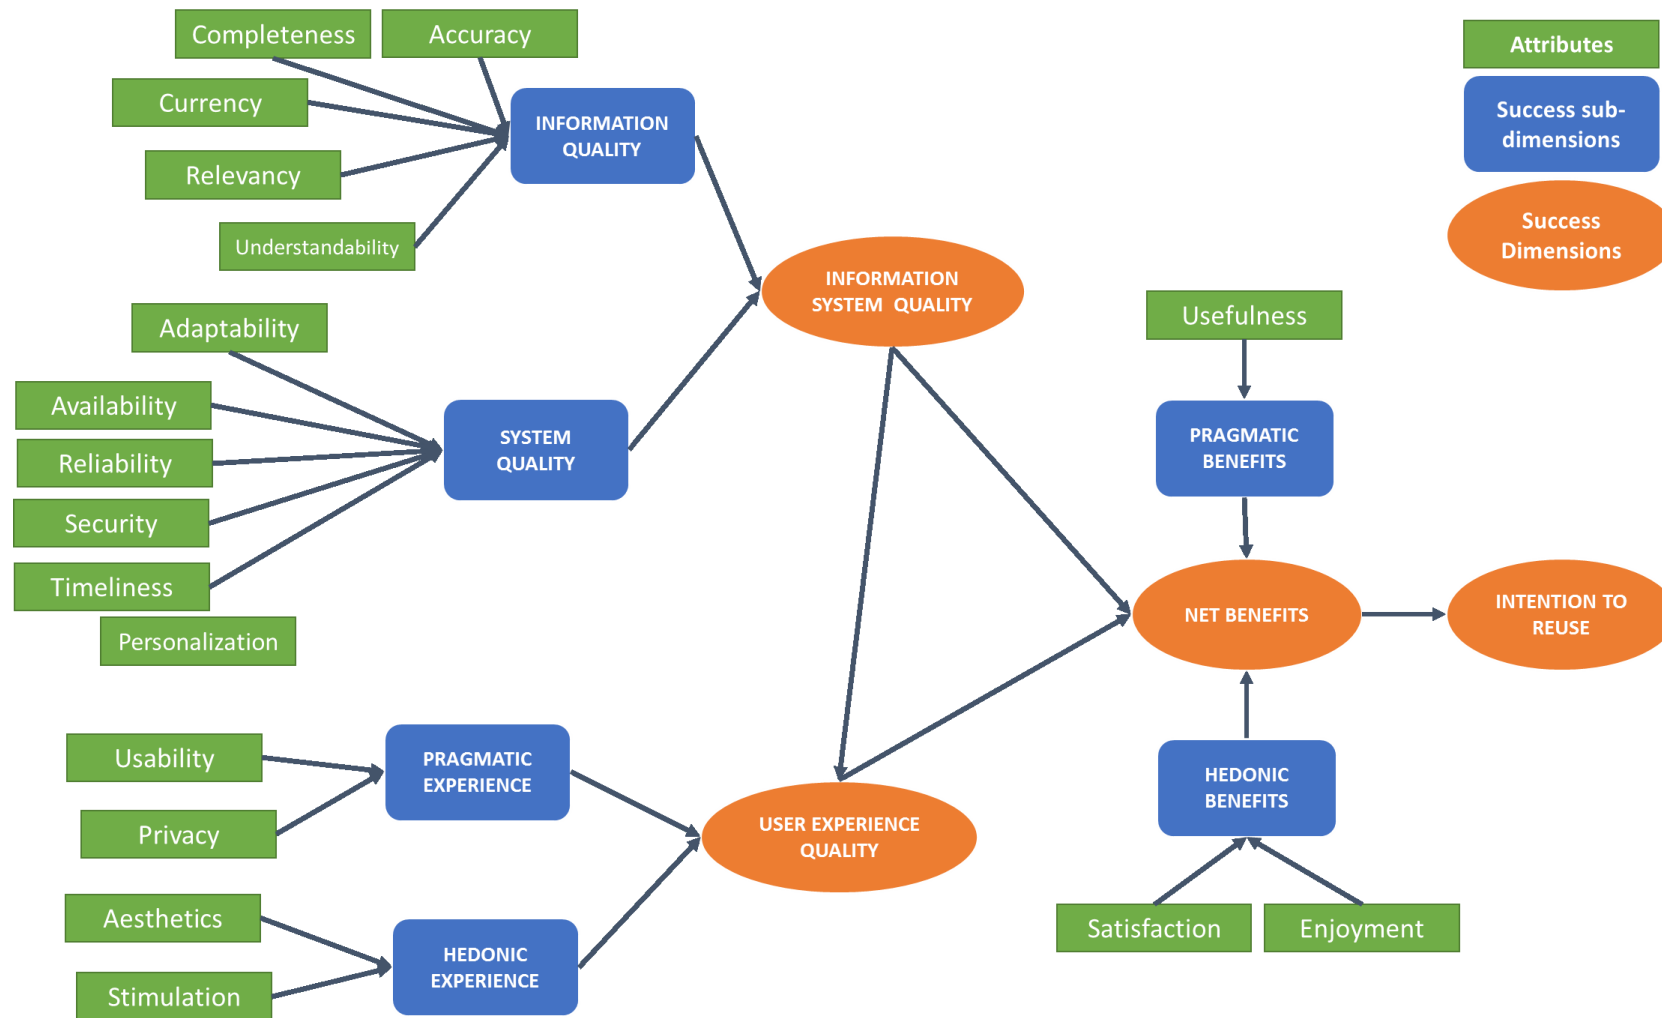 Completeness
Accuracy
Currency
Relevancy
Understandability
INFORMATION
QUALITY
Adaptability
Availability
Reliability
Security
Timeliness
Personalization
SYSTEM
QUALITY
INFORMATION
SYSTEM QUALITY
Usability
Privacy
PRAGMATIC
EXPERIENCE
Aesthetics
Stimulation
HEDONIC
EXPERIENCE
USER EXPERIENCE
QUALITY
Usefulness
PRAGMATIC
BENEFITS
NET BENEFITS
HEDONIC
BENEFITS
Satisfaction
Enjoyment
INTENTION TO
REUSE
Attributes
Success sub-
dimensions
Success
Dimensions